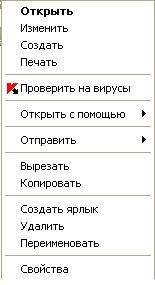 Открыть
Изменить
Создать
Печать
Проверить на вирусы
Открыть с помощью
Отправить
Вырезать
Копировать
Создать ярлык
Удалить
Переименовать
Свойства